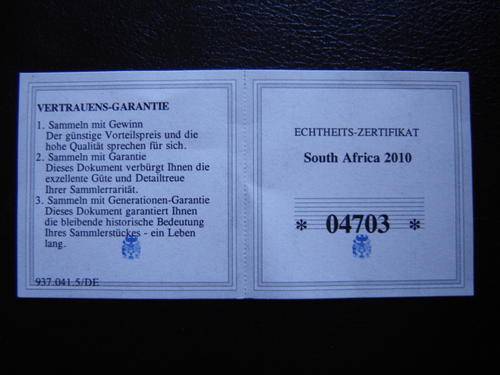 VERTRAUENS-GARANTIE
1. Sammeln mit Gewinn
Der günstige Vorteilspreis und die
hohe Qualität sprechen für sich.
2. Sammeln mit Garantie
Dieses Dokument verbürgt Ihnen die
exzellente Güte und Detailtreue
Ihrer Sammlerrarität.
3. Sammeln mit Generationen-Garantie
Dieses Dokument garantiert Ihnen
die bleibende historische Bedeutung
Ihres Sammlerstückes - ein Leben
lang.
937.041.5/DE
ECHTHEITS-ZERTIFIKAT
South Africa 2010
* 04703 *